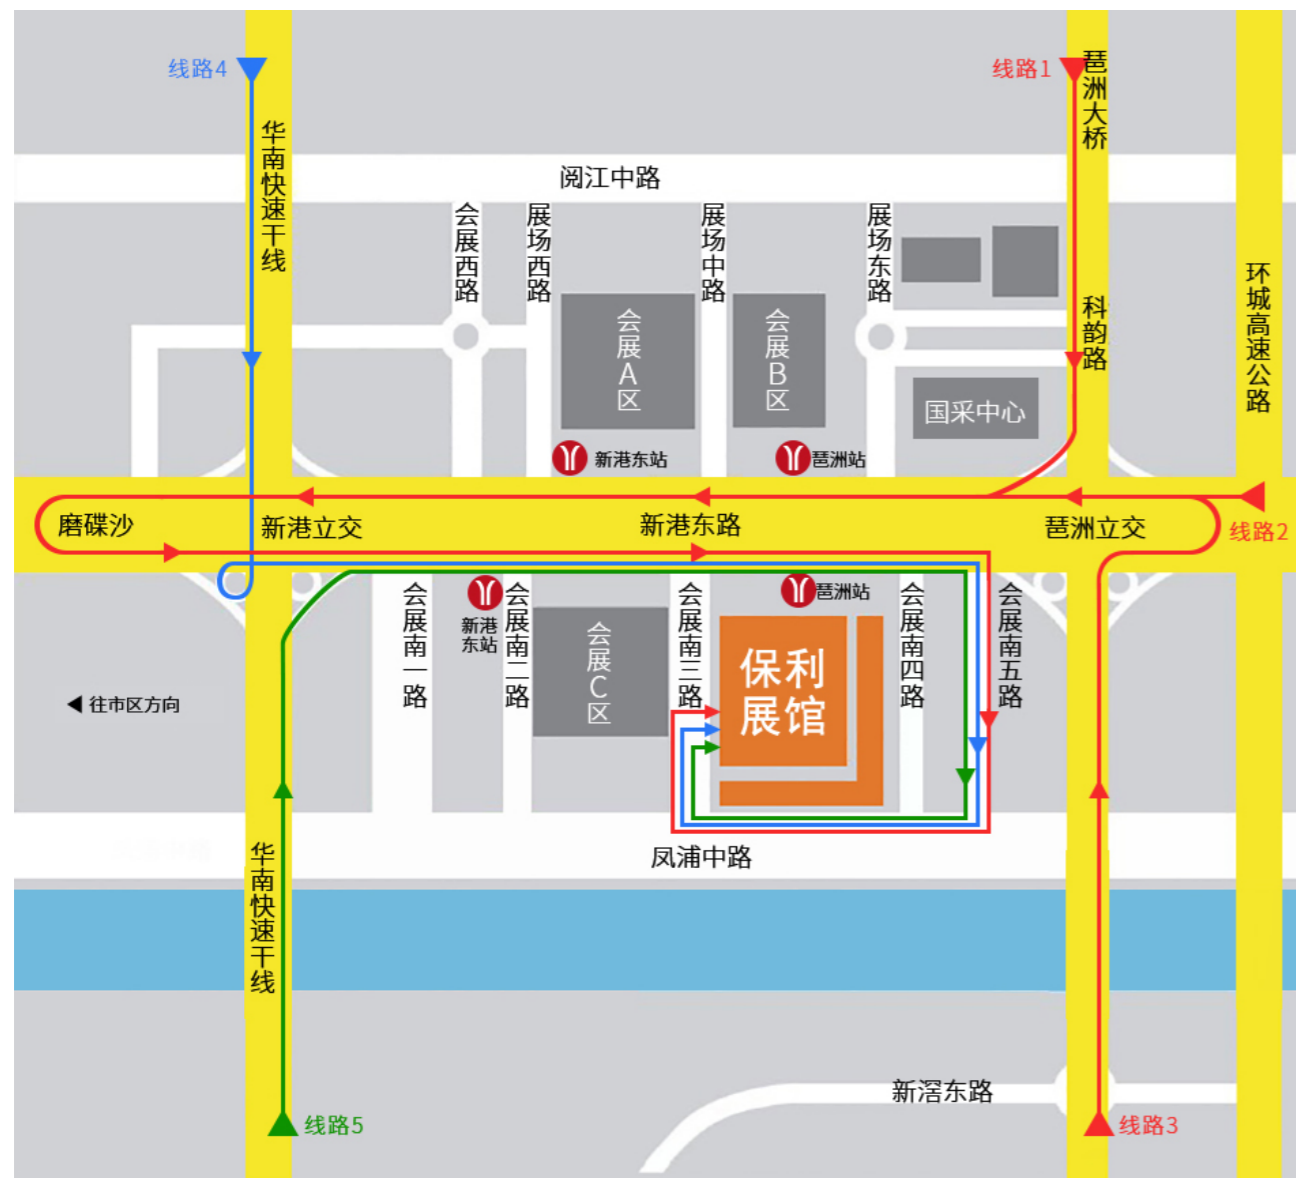 线路4
线路1
琶洲大桥
华南快速干线
阅江中路
会展西路
展场西路
展场中路
展场东路
环城高速公路
科韵路
会展A区
会展B区
国采中心
新港东站
琶洲站
磨碟沙
新港立交
新港东路
琶洲立交
线路2
会展南一路
新港
东站
会展南二路
会展C区
会展南三路
琶洲站
保利
展馆
会展南四路
会展南五路
往市区方向
华南快速干线
凤浦中路
新滘东路
线路5
线路3